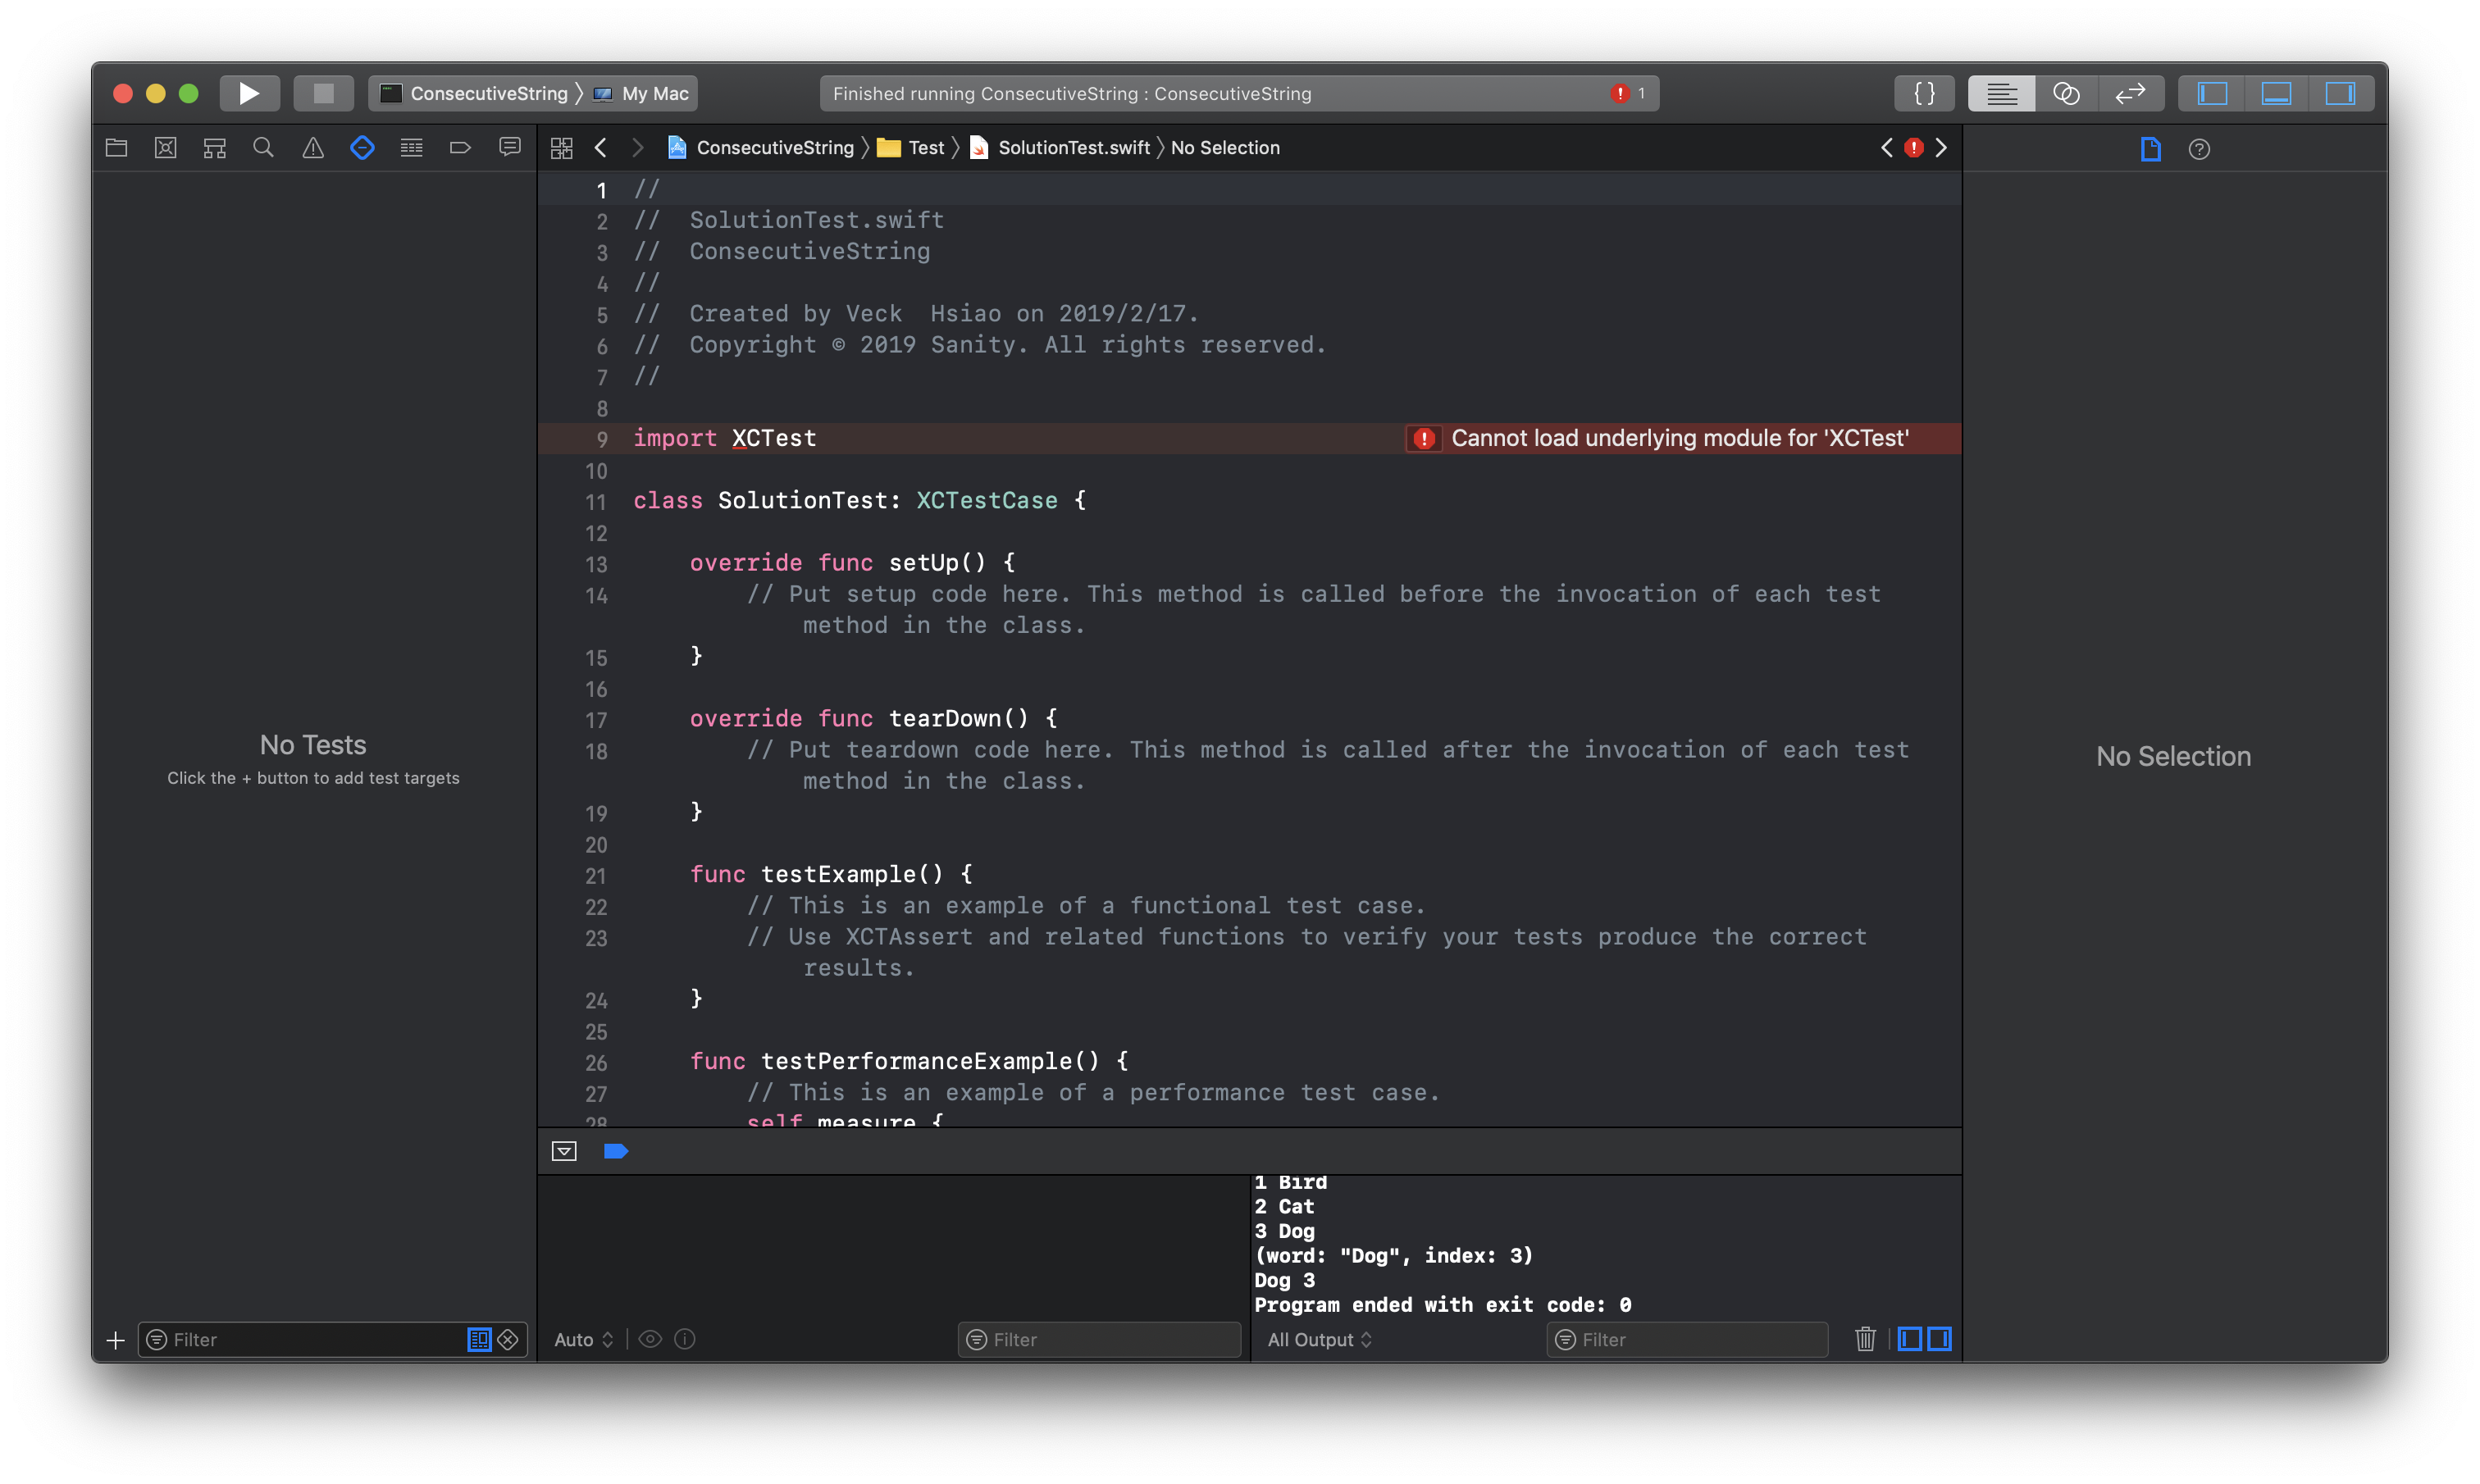 ConsecutiveString 〉 My Mac
Finished running ConsecutiveString : ConsecutiveString
1
{ }
ConsecutiveString 〉 Test 〉 SolutionTest.swift 〉 No Selection
1 //
2 //  SolutionTest.swift
3 //  ConsecutiveString
4 //
5 //  Created by Veck  Hsiao on 2019/2/17.
6 //  Copyright © 2019 Sanity. All rights reserved.
7 //
8
9 import XCTest
Cannot load underlying module for 'XCTest'
10
11 class SolutionTest: XCTestCase {
12
13     override func setUp() {
14         // Put setup code here. This method is called before the invocation of each test
            method in the class.
15     }
16
17     override func tearDown() {
18         // Put teardown code here. This method is called after the invocation of each test
            method in the class.
19     }
20
21     func testExample() {
22         // This is an example of a functional test case.
23         // Use XCTAssert and related functions to verify your tests produce the correct
            results.
24     }
25
26     func testPerformanceExample() {
27         // This is an example of a performance test case.
28         self.measure {
No Tests
Click the + button to add test targets
No Selection
1 Bird
2 Cat
3 Dog
(word: "Dog", index: 3)
Dog 3
Program ended with exit code: 0
Filter
Auto
Filter
All Output
Filter